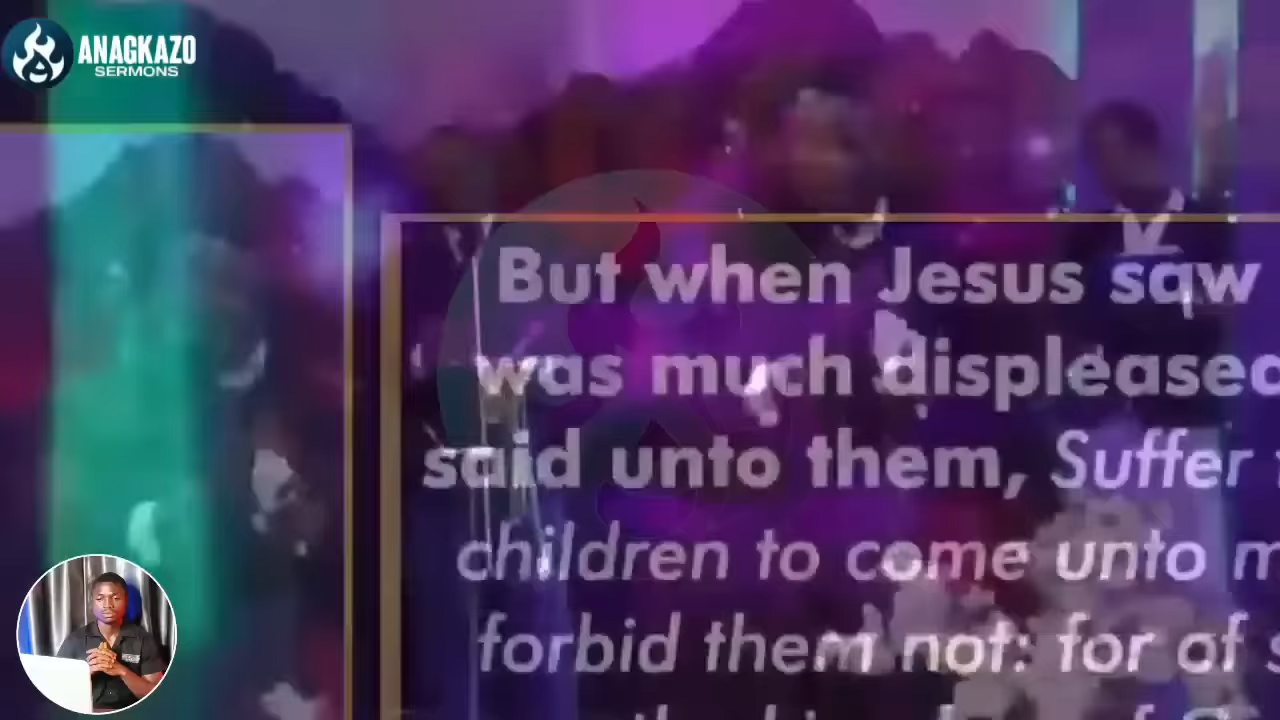 ANAGKAZO
SERMONS
But when Jesus saw
was much displeased
said unto them, Suffer
children to come unto
forbid them not: for of